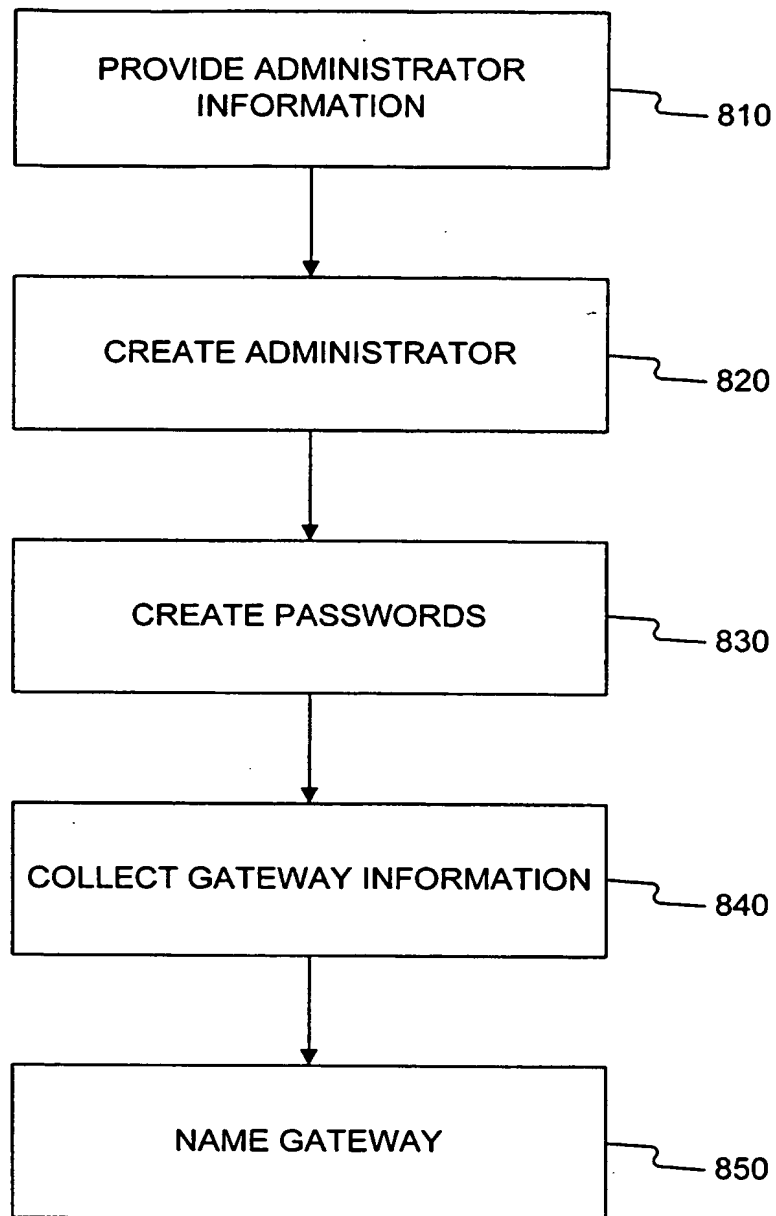 PROVIDE ADMINISTRATOR
INFORMATION
810
CREATE ADMINISTRATOR
820
CREATE PASSWORDS
830
COLLECT GATEWAY INFORMATION
840
NAME GATEWAY
850